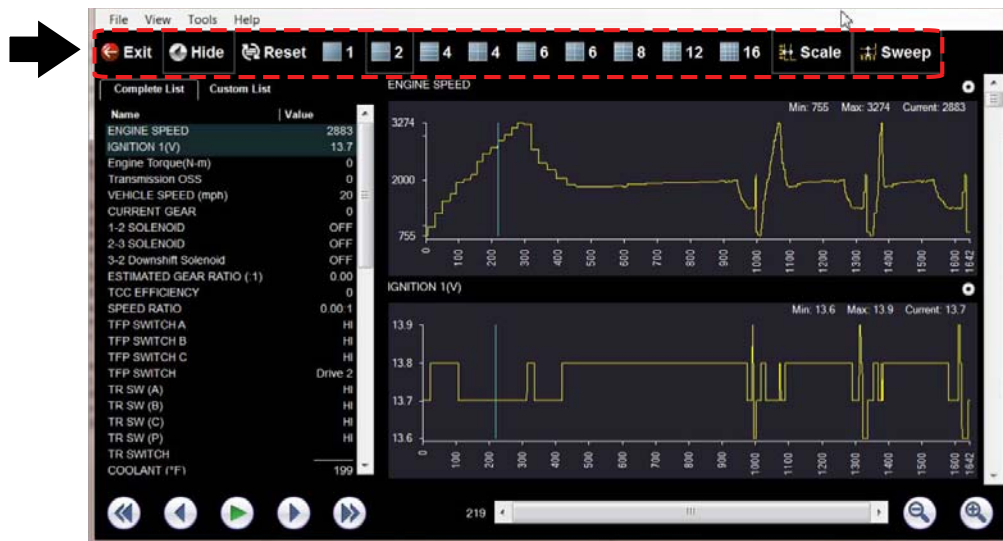 File View Tools Help
Exit Hide Reset 1 2 4 4 6 6 8 12 16 Scale Sweep
Complete List Custom List
Name Value
ENGINE SPEED 2883
IGNITION 1(V) 13.7
Engine Torque(N-m) 0
Transmission OSS 0
VEHICLE SPEED (mph) 20
CURRENT GEAR 0
1-2 SOLENOID OFF
2-3 SOLENOID OFF
3-2 Downshift Solenoid OFF
ESTIMATED GEAR RATIO (:1) 0.00
TCC EFFICIENCY 0
SPEED RATIO 0.00:1
TFP SWITCH A HI
TFP SWITCH B HI
TFP SWITCH C HI
TFP SWITCH Drive 2
TR SW (A) HI
TR SW (B) HI
TR SW (C) HI
TR SW (P) HI
TR SWITCH
COOLANT (°F) 199
ENGINE SPEED
Min: 755 Max: 3274 Current: 2883
3274
2000
755
0 100 200 300 400 500 600 700 800 900 1000 1100 1200 1300 1400 1500 1600 1642
IGNITION 1(V)
Min: 13.6 Max: 13.9 Current: 13.7
13.9
13.8
13.7
13.6
0 100 200 300 400 500 600 700 800 900 1000 1100 1200 1300 1400 1500 1600 1642
219